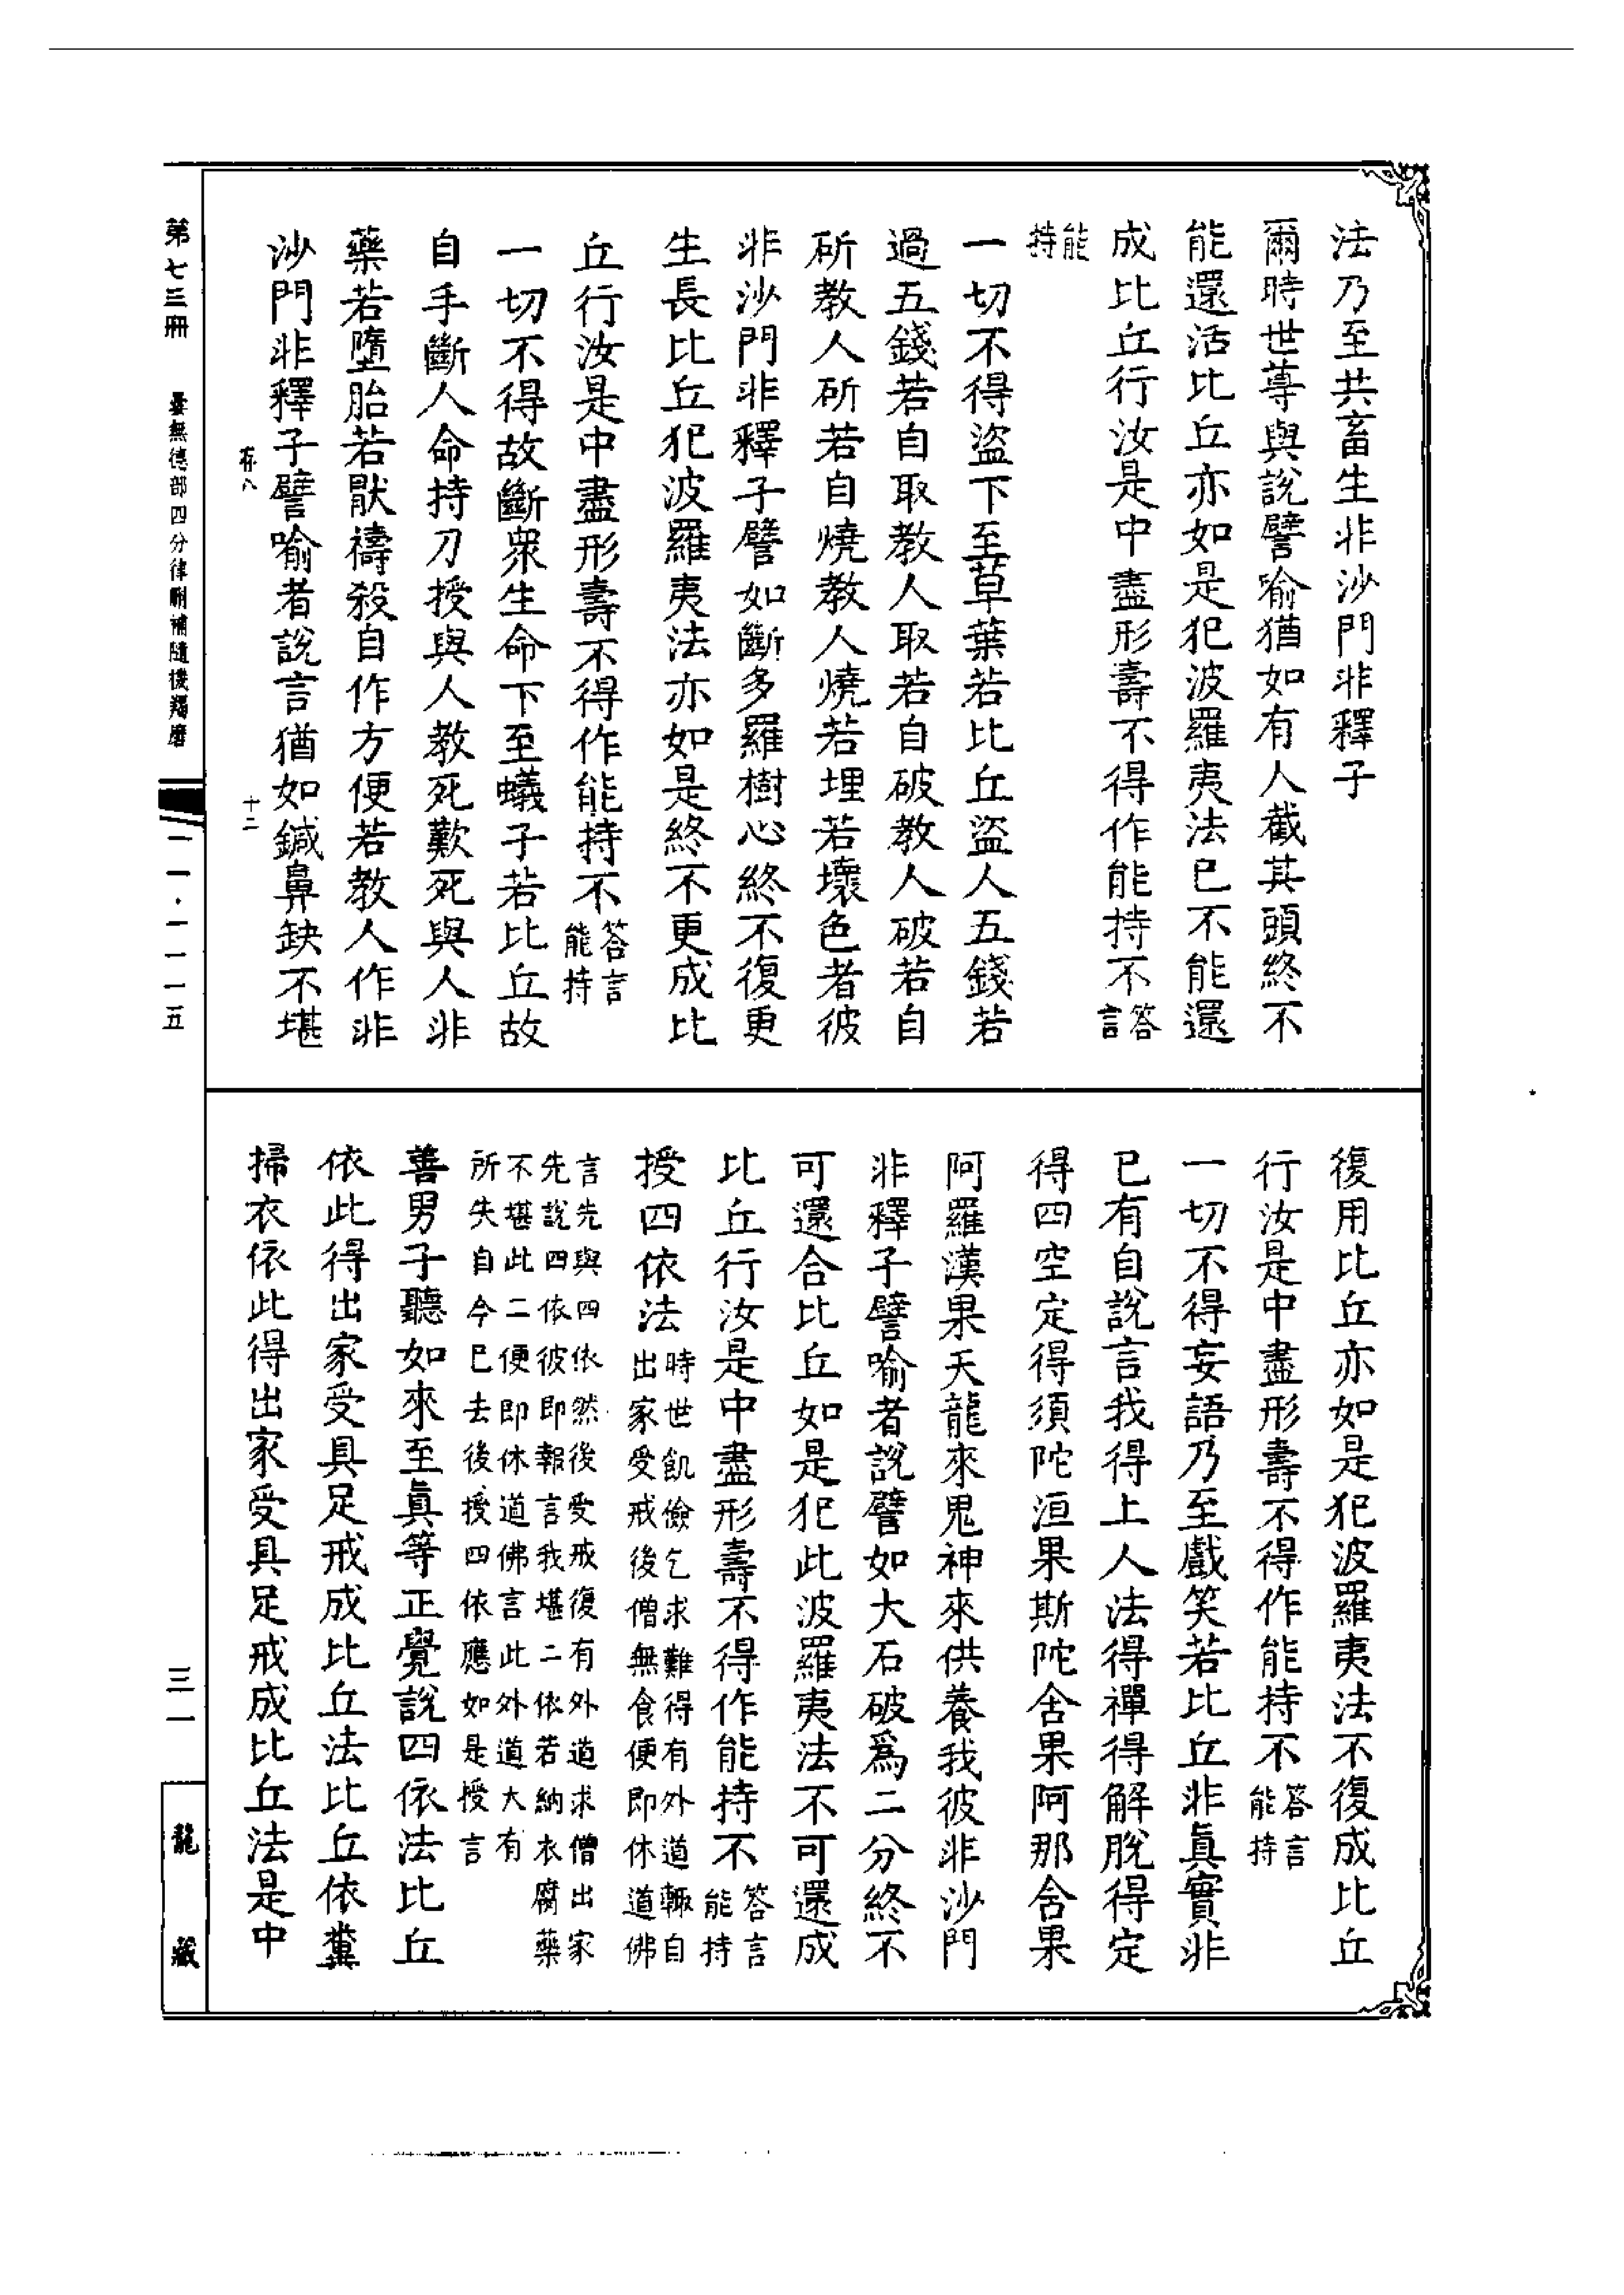 法乃至共畜生非沙門非釋子
爾時世尊與說譬喻猶如有人截其頭終不
能還活比丘亦如是犯波羅夷法已不能還
成比丘行汝是中盡形壽不得作能持不答言
能持
一切不得盜下至草葉若比丘盜人五錢若
過五錢若自取教人取若自破教人破若自
斫教人斫若自燒教人燒若埋若壞色者彼
非沙門非釋子譬如斷多羅樹心終不復更
生長比丘犯波羅夷法亦如是終不更成比
丘行汝是中盡形壽不得作能持不答言能持
一切不得故斷眾生命下至蟻子若比丘故
自手斷人命持刀授與人教死歎死與人非
藥若墮胎若厭禱殺自作方便若教人作非
沙門非釋子譬喻者說言猶如鍼鼻缺不堪
復用比丘亦如是犯波羅夷法不復成比丘
行汝是中盡形壽不得作能持不答言能持
一切不得妄語乃至戲笑若比丘非眞實非
已有自說言我得上人法得禪得解脫得定
得四空定得須陀洹果斯陀舍果阿那舍果
阿羅漢果天龍來鬼神來供養我彼非沙門
非釋子譬喻者說譬如大石破爲二分終不
可還合比丘如是犯此波羅夷法不可還成
比丘行汝是中盡形壽不得作能持不答言能持
授四依法時世飢儉乞求難得有外道輙自
出家受戒後僧無食便即休道佛
言先與四依然後受戒復有外道求僧出家
先說四依彼即報言我堪二依若納衣腐藥
不堪此二便即休道佛言此外道大有
所失自今已去後授四依應如是授言
善男子聽如來至眞等正覺說四依法比丘
依此得出家受具足戒成比丘法比丘依糞
掃衣依此得出家受具足戒成比丘法是中
第七三冊
曇無德部四分律刪補隨機羯磨
一一·一一一五
三一
龍藏
十二